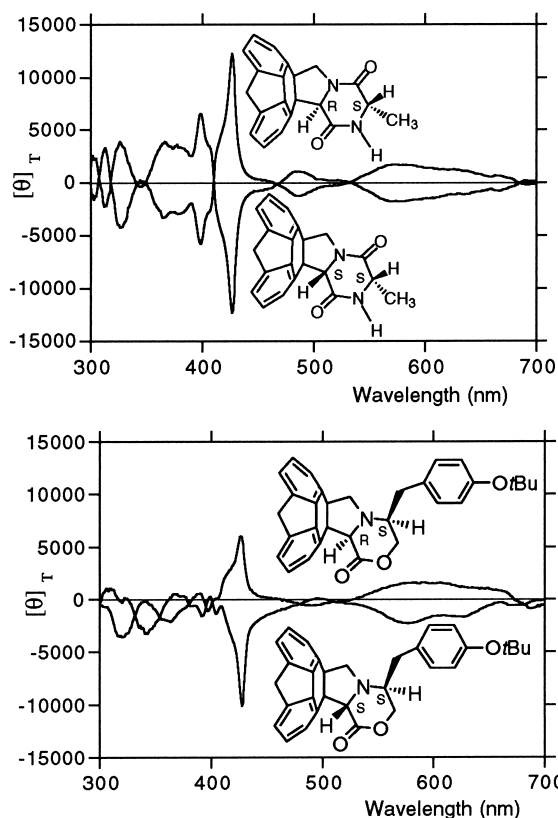 15000
10000
5000
0
-5000
-10000
-15000
[θ] T
H
R
N
O
S
H
CH3
O
N
H
H
S
N
O
S
H
CH3
O
N
H
300 400 500 600 700
Wavelength (nm)
15000
10000
5000
0
-5000
-10000
-15000
[θ] T
OtBu
N
S
H
R
H
O
O
OtBu
N
S
H
S
H
O
O
300 400 500 600 700
Wavelength (nm)